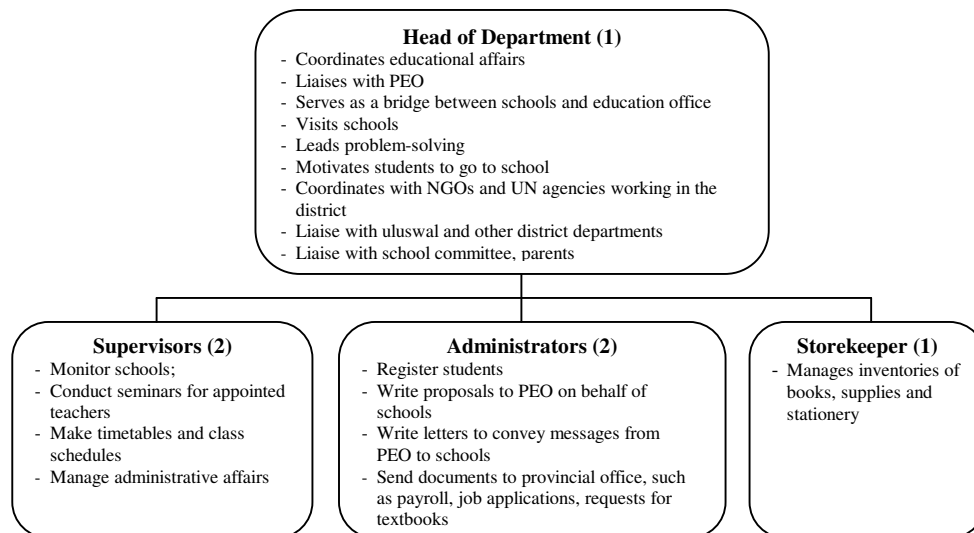 Head of Department (1)
- Coordinates educational affairs
- Liaises with PEO
- Serves as a bridge between schools and education office
- Visits schools
- Leads problem-solving
- Motivates students to go to school
- Coordinates with NGOs and UN agencies working in the
district
- Liaise with uluswal and other district departments
- Liaise with school committee, parents
Supervisors (2)
- Monitor schools;
- Conduct seminars for appointed
teachers
- Make timetables and class
schedules
- Manage administrative affairs
Administrators (2)
- Register students
- Write proposals to PEO on behalf of
schools
- Write letters to convey messages from
PEO to schools
- Send documents to provincial office, such
as payroll, job applications, requests for
textbooks
Storekeeper (1)
- Manages inventories of
books, supplies and
stationery